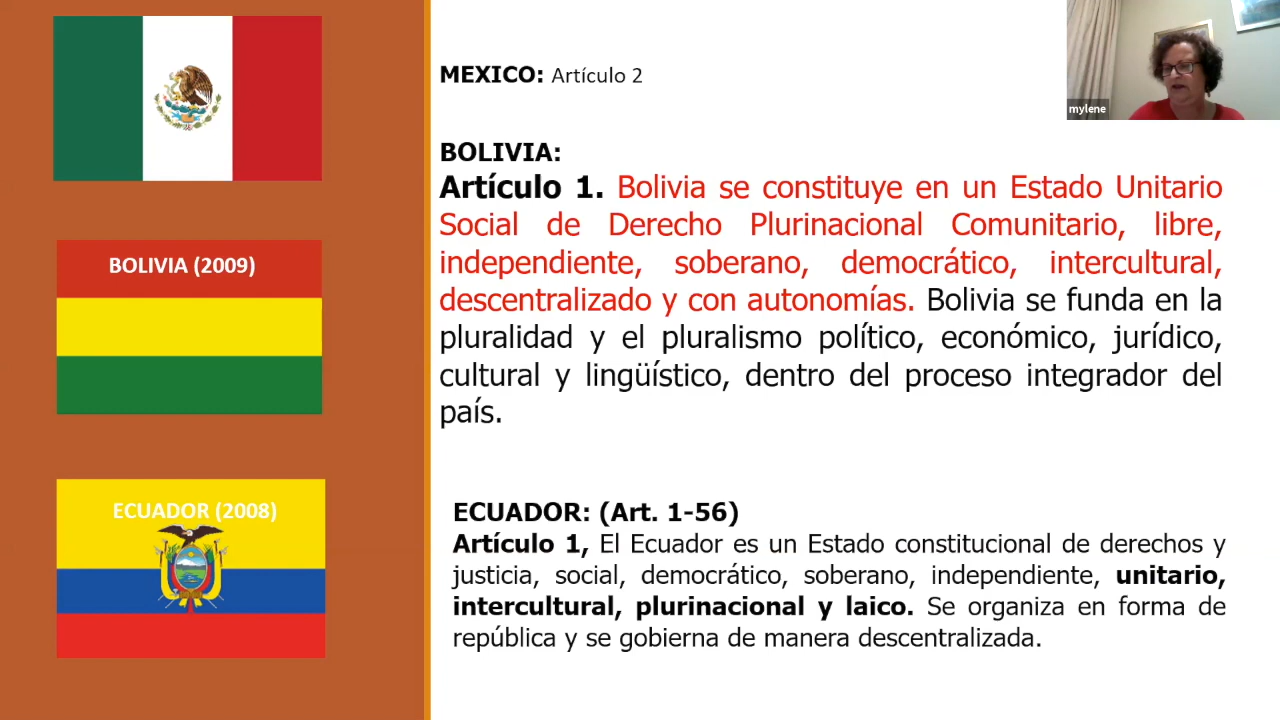 MEXICO: Artículo 2
mylene
BOLIVIA:
Artículo 1. Bolivia se constituye en un Estado Unitario
Social de Derecho Plurinacional Comunitario, libre,
independiente, soberano, democrático, intercultural,
descentralizado y con autonomías. Bolivia se funda en la
pluralidad y el pluralismo político, económico, jurídico,
cultural y lingüístico, dentro del proceso integrador del
país.
BOLIVIA (2009)
ECUADOR (2008)
ECUADOR: (Art. 1-56)
Artículo 1, El Ecuador es un Estado constitucional de derechos y
justicia, social, democrático, soberano, independiente, unitario,
intercultural, plurinacional y laico. Se organiza en forma de
república y se gobierna de manera descentralizada.